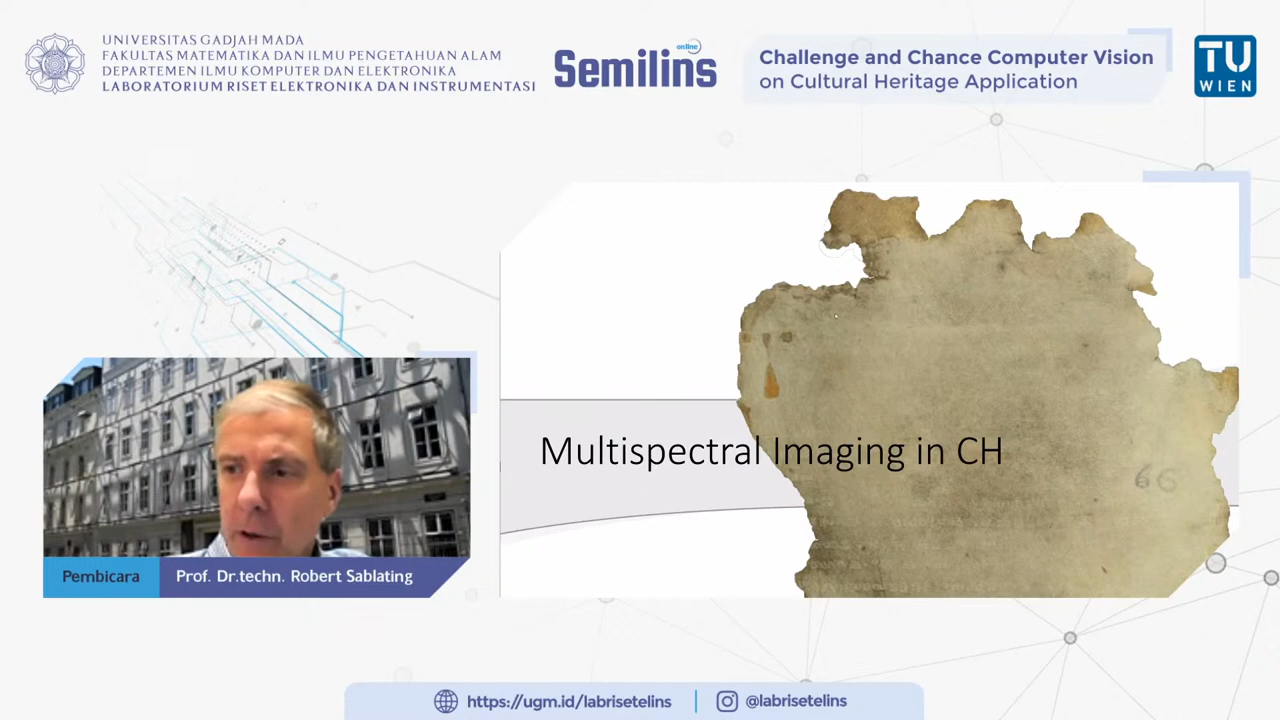 UNIVERSITAS GADJAH MADA
FAKULTAS MATEMATIKA DAN ILMU PENGETAHUAN ALAM
DEPARTEMEN ILMU KOMPUTER DAN ELEKTRONIKA
LABORATORIUM RISET ELEKTRONIKA DAN INSTRUMENTASI
online
Semilins
Challenge and Chance Computer Vision
on Cultural Heritage Application
TU
WIEN
Multispectral Imaging in CH
66
Pembicara
Prof. Dr.techn. Robert Sablating
https://ugm.id/labrisetelins
@labrisetelins